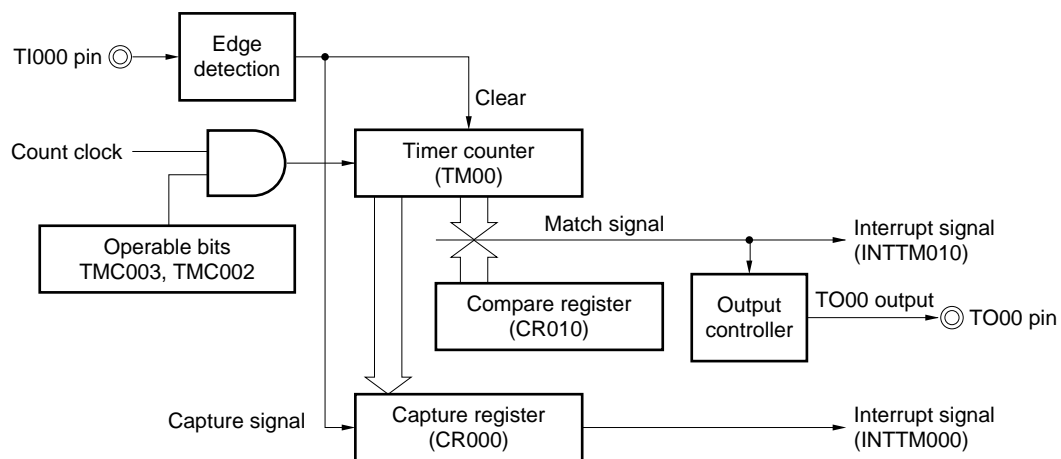 TI000 pin
Edge
detection
Clear
Count clock
Timer counter
(TM00)
Operable bits
TMC003, TMC002
Match signal
Interrupt signal
(INTTM010)
Compare register
(CR010)
Output
controller
TO00 output
TO00 pin
Capture signal
Capture register
(CR000)
Interrupt signal
(INTTM000)